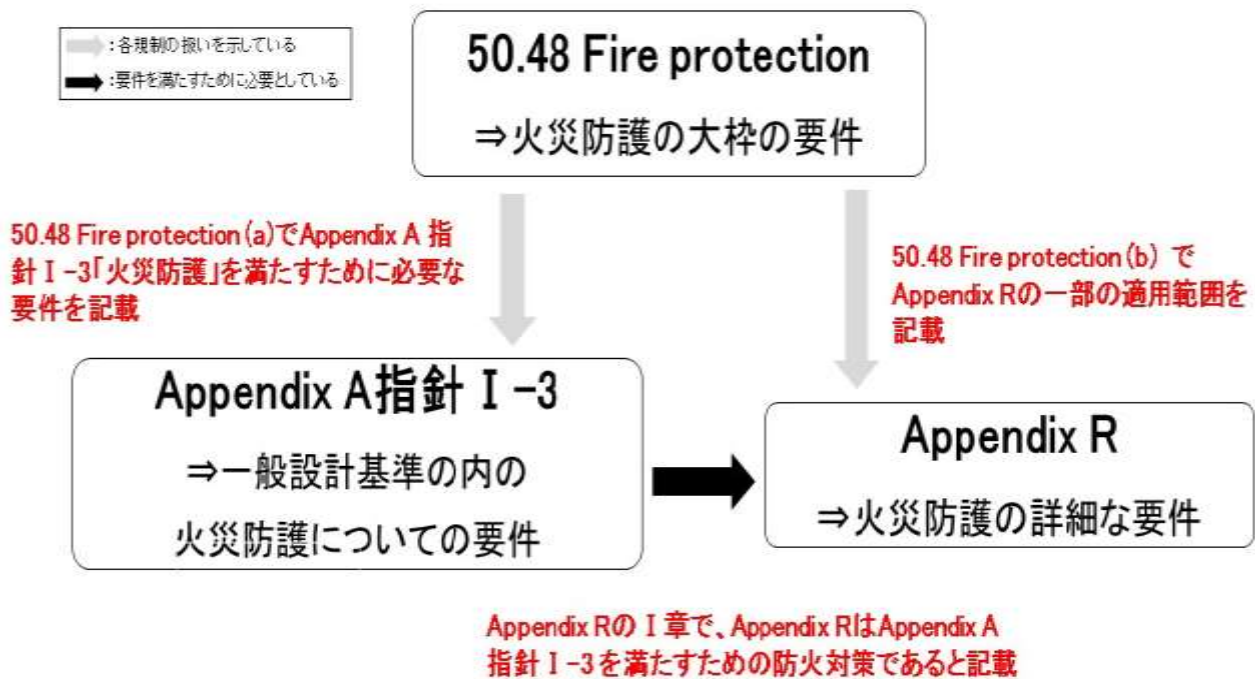 ：各規制の扱いを示している
：要件を満たすために必要としている
50.48 Fire protection
⇒火災防護の大枠の要件
50.48 Fire protection(a)でAppendix A 指
針Ⅰ-3「火災防護」を満たすために必要な
要件を記載
50.48 Fire protection(b) で
Appendix Rの一部の適用範囲を
記載
Appendix A指針Ⅰ-3
⇒一般設計基準の内の
火災防護についての要件
Appendix R
⇒火災防護の詳細な要件
Appendix RのⅠ章で、Appendix RはAppendix A
指針Ⅰ-3を満たすための防火対策であると記載